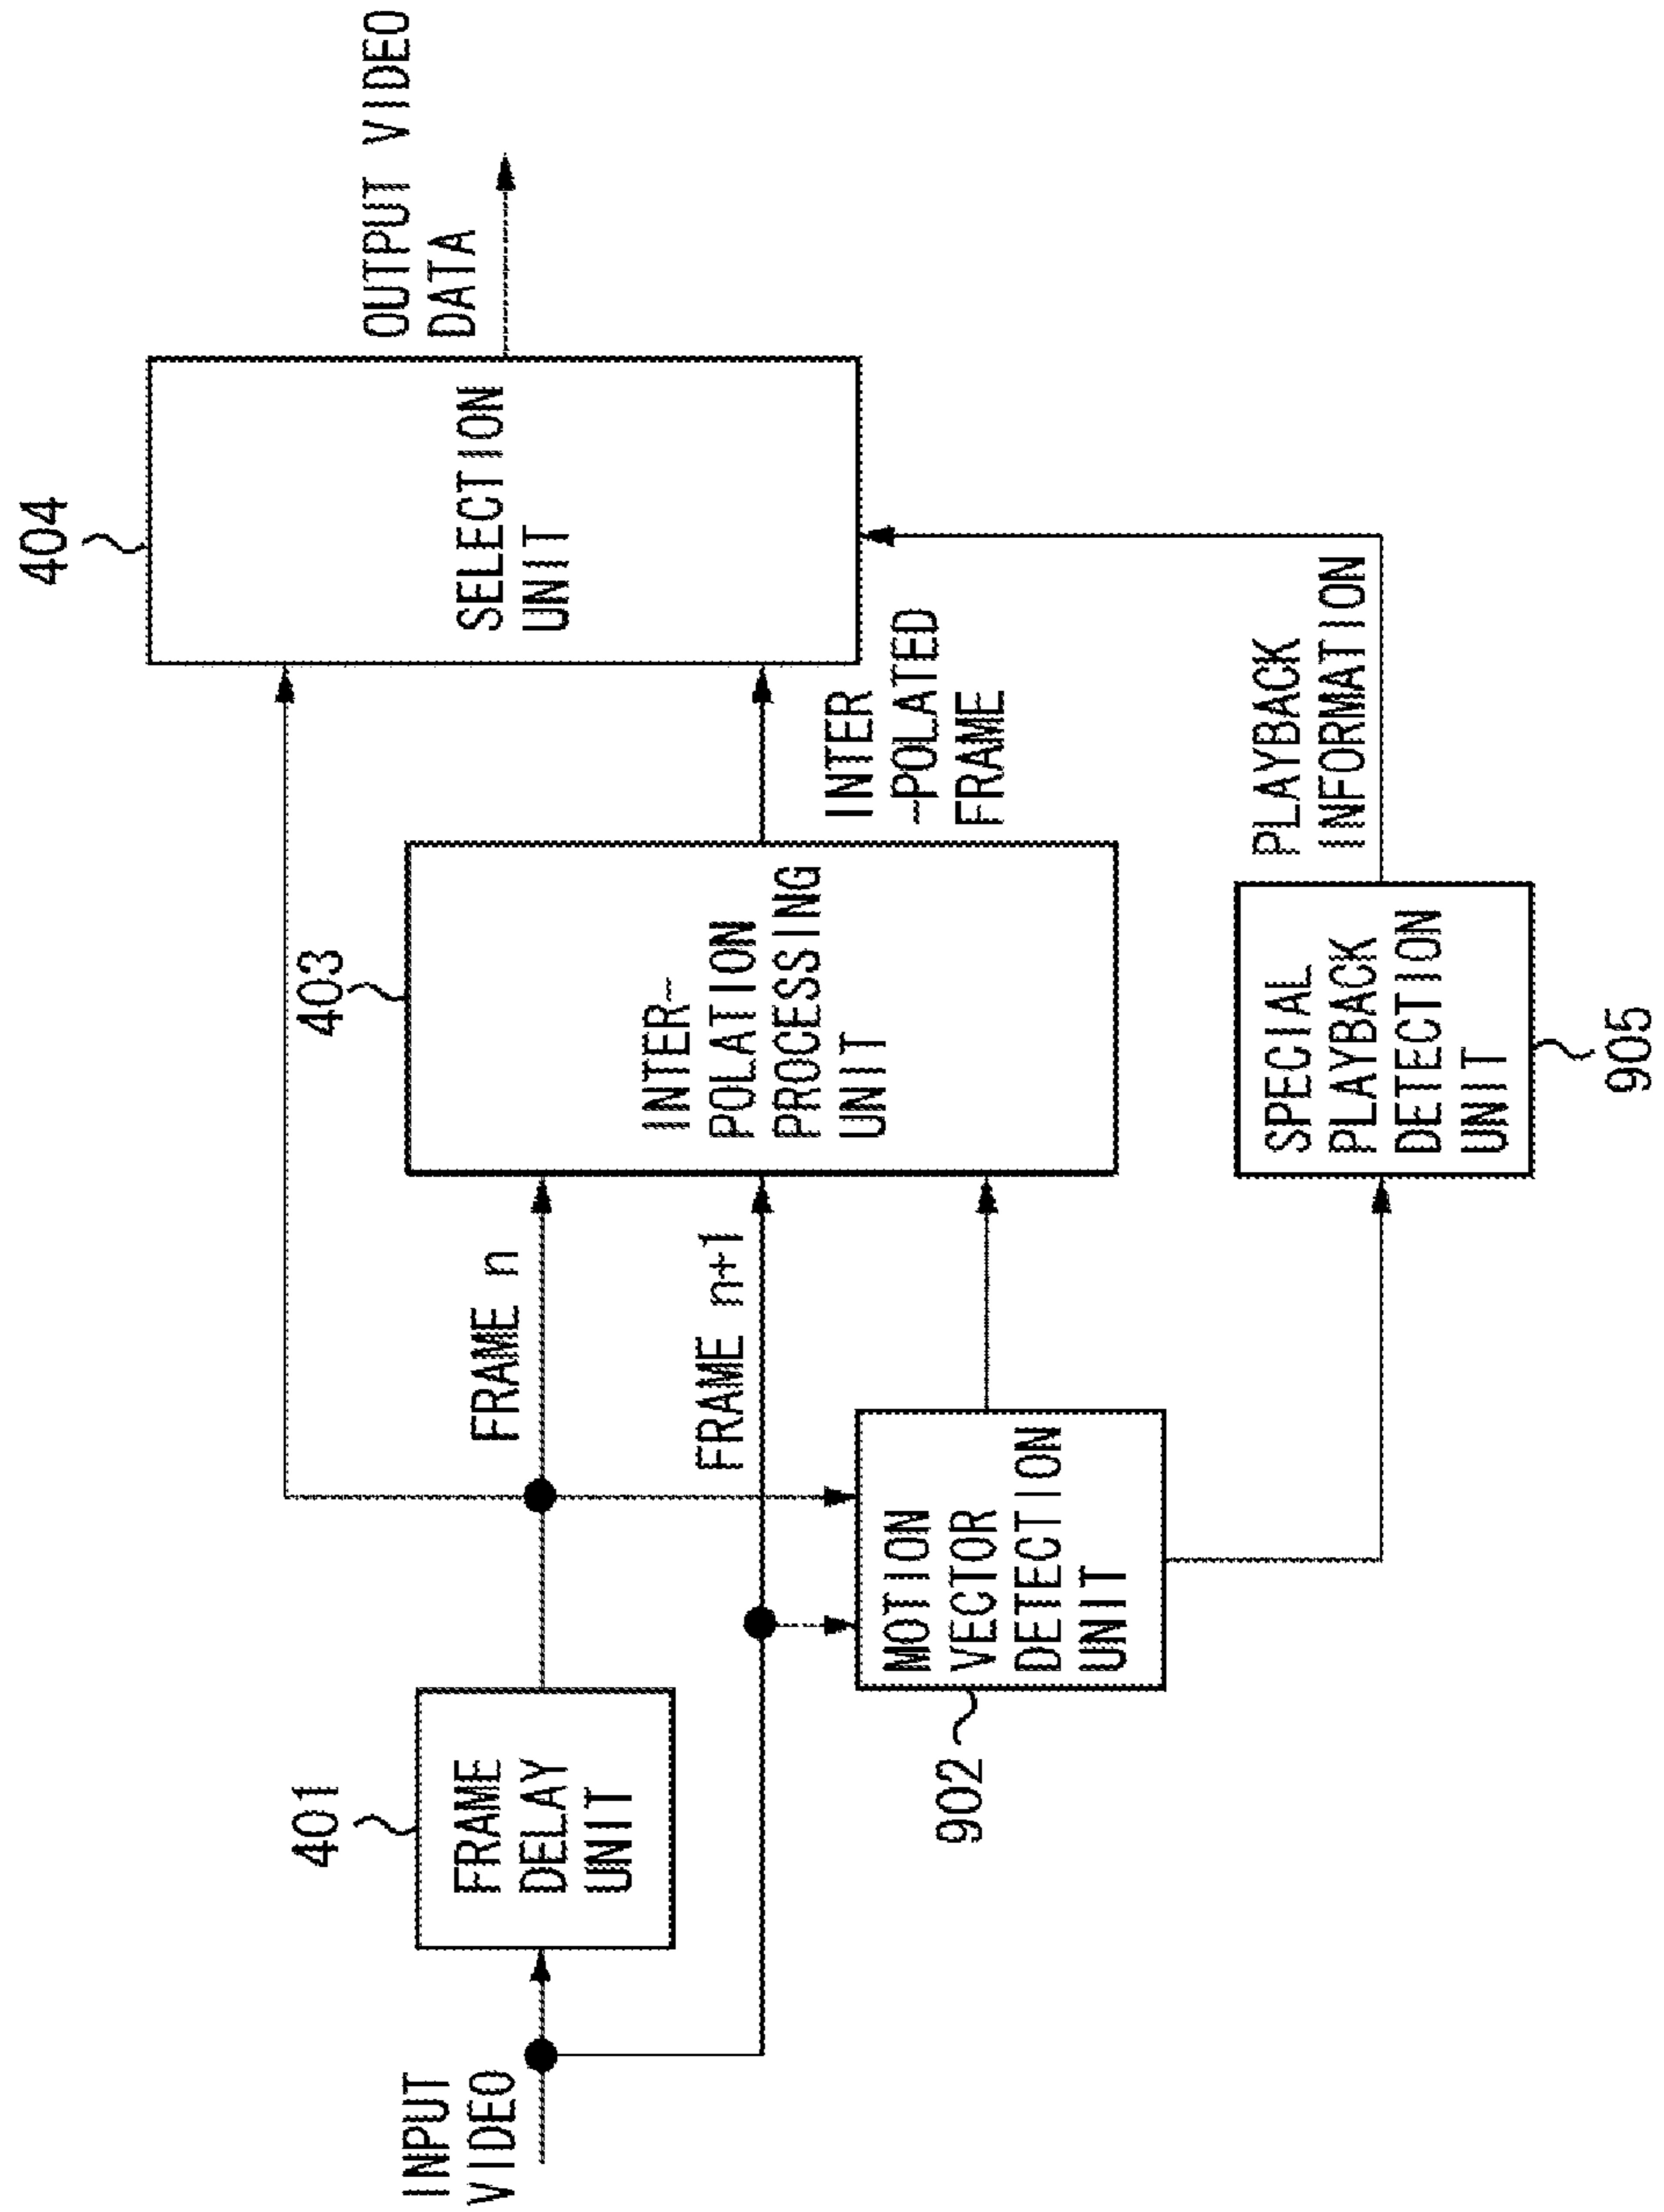 INPUT
VIDEO
401
FRAME
DELAY
UNIT
FRAME n
FRAME n+1
902
MOTION
VECTOR
DETECTION
UNIT
403
INTER-
POLATION
PROCESSING
UNIT
INTER
-POLATED
FRAME
404
SELECTION
UNIT
OUTPUT VIDEO
DATA
SPECIAL
PLAYBACK
DETECTION
UNIT
905
PLAYBACK
INFORMATION